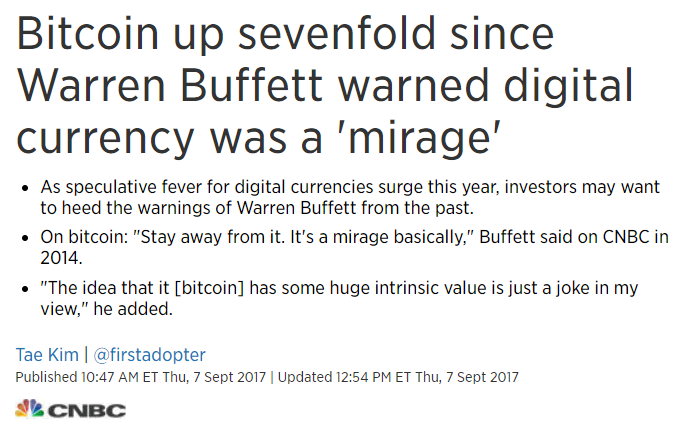 Bitcoin up sevenfold since
Warren Buffett warned digital
currency was a 'mirage'
• As speculative fever for digital currencies surge this year, investors may want
to heed the warnings of Warren Buffett from the past.
• On bitcoin: "Stay away from it. It's a mirage basically," Buffett said on CNBC in
2014.
• "The idea that it [bitcoin] has some huge intrinsic value is just a joke in my
view," he added.
Tae Kim | @firstadopter
Published 10:47 AM ET Thu, 7 Sept 2017 | Updated 12:54 PM ET Thu, 7 Sept 2017
CNBC